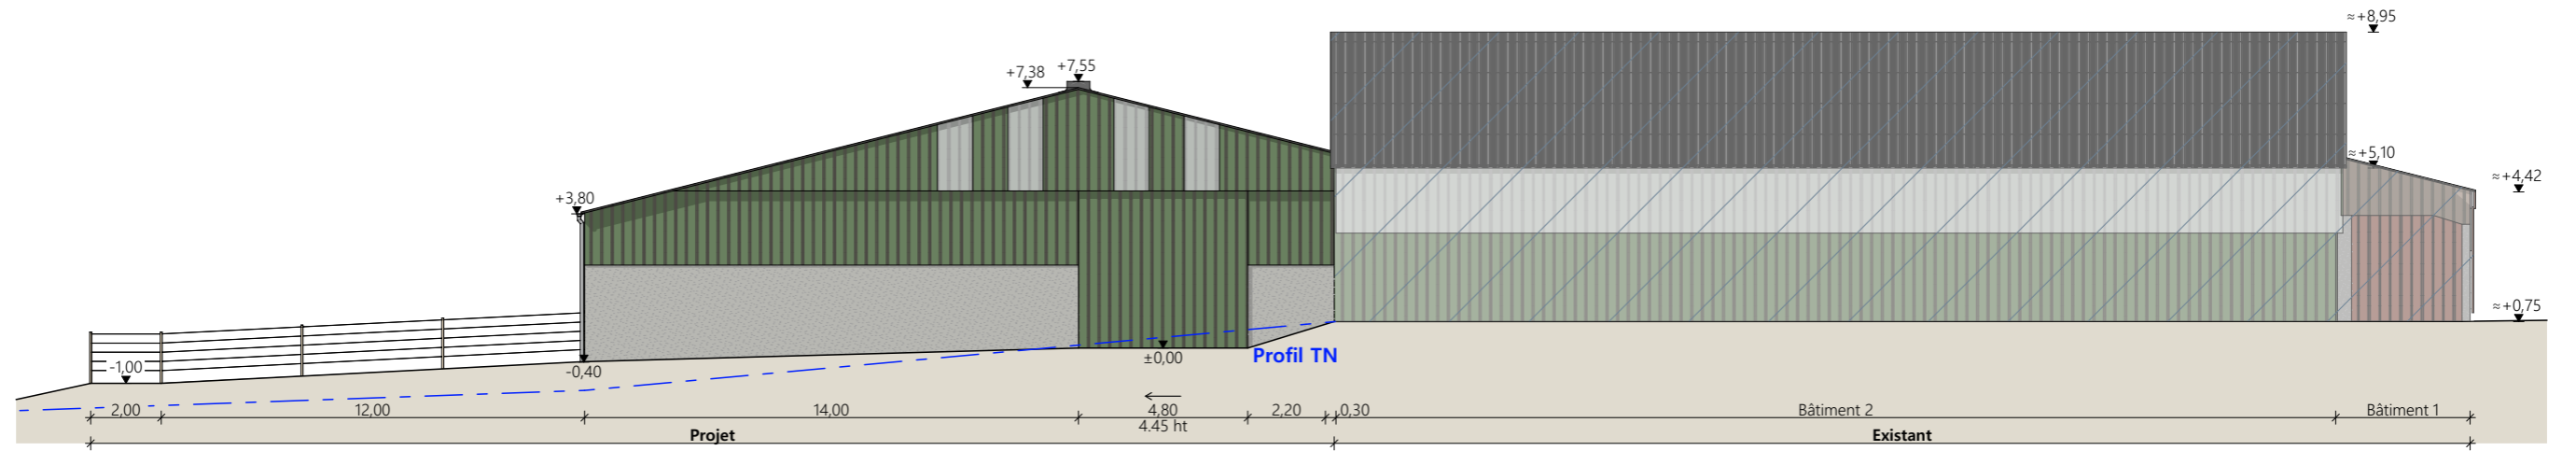 ≈+8,95
+7,38 +7,55
≈+5,10
≈+4,42
+3,80
≈+0,75
±0,00 Profil TN
-1,00 -0,40
2,00 12,00 14,00 4,80 2,20 0,30 Bâtiment 2 Bâtiment 1
4.45 ht
Projet Existant